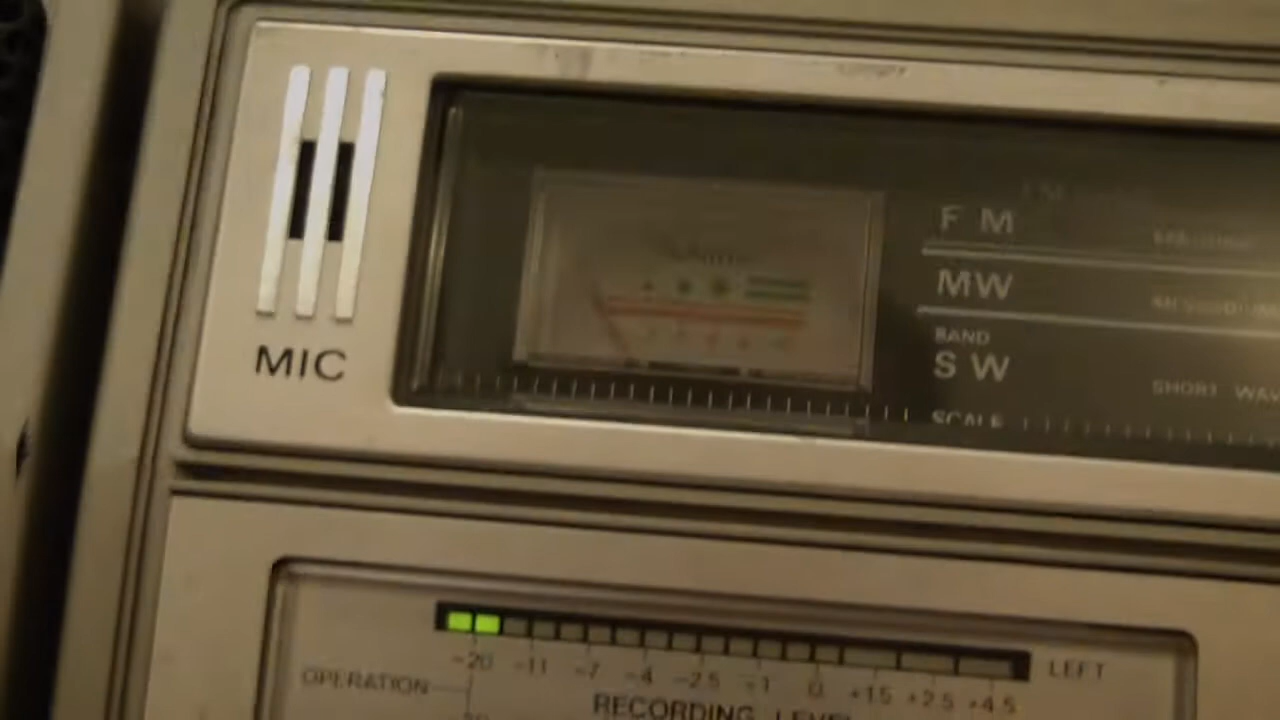 MIC
F M
MW
BAND
S W
SHORT WAV
SCALE
LEFT
-20 -11 -7 -4 -2.5 -1 0 +1.5 +2.5 +4.5
OPERATION
RECORDING LEVEL